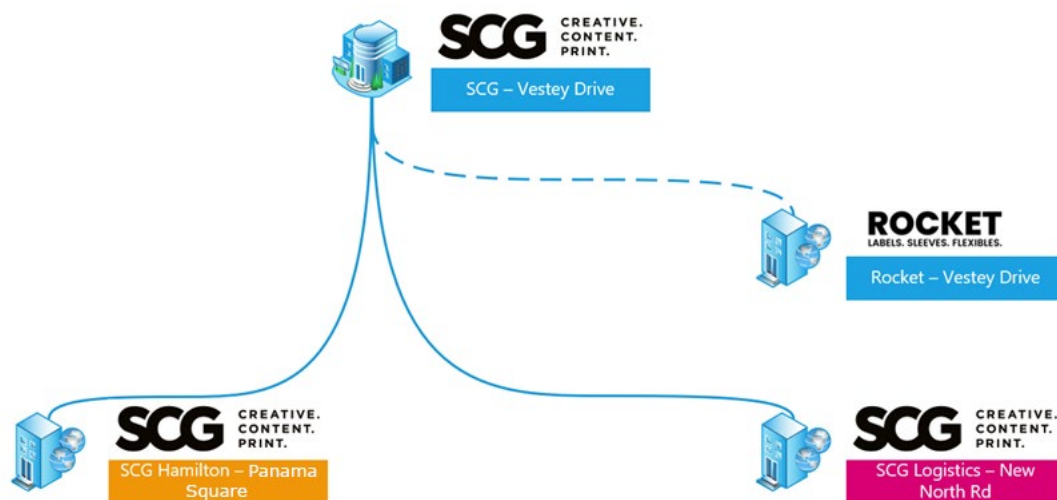 SCG CREATIVE.
CONTENT.
PRINT.
SCG – Vestey Drive
ROCKET
LABELS. SLEEVES. FLEXIBLES.
Rocket – Vestey Drive
SCG CREATIVE.
CONTENT.
PRINT.
SCG Hamilton – Panama
Square
SCG CREATIVE.
CONTENT.
PRINT.
SCG Logistics – New
North Rd